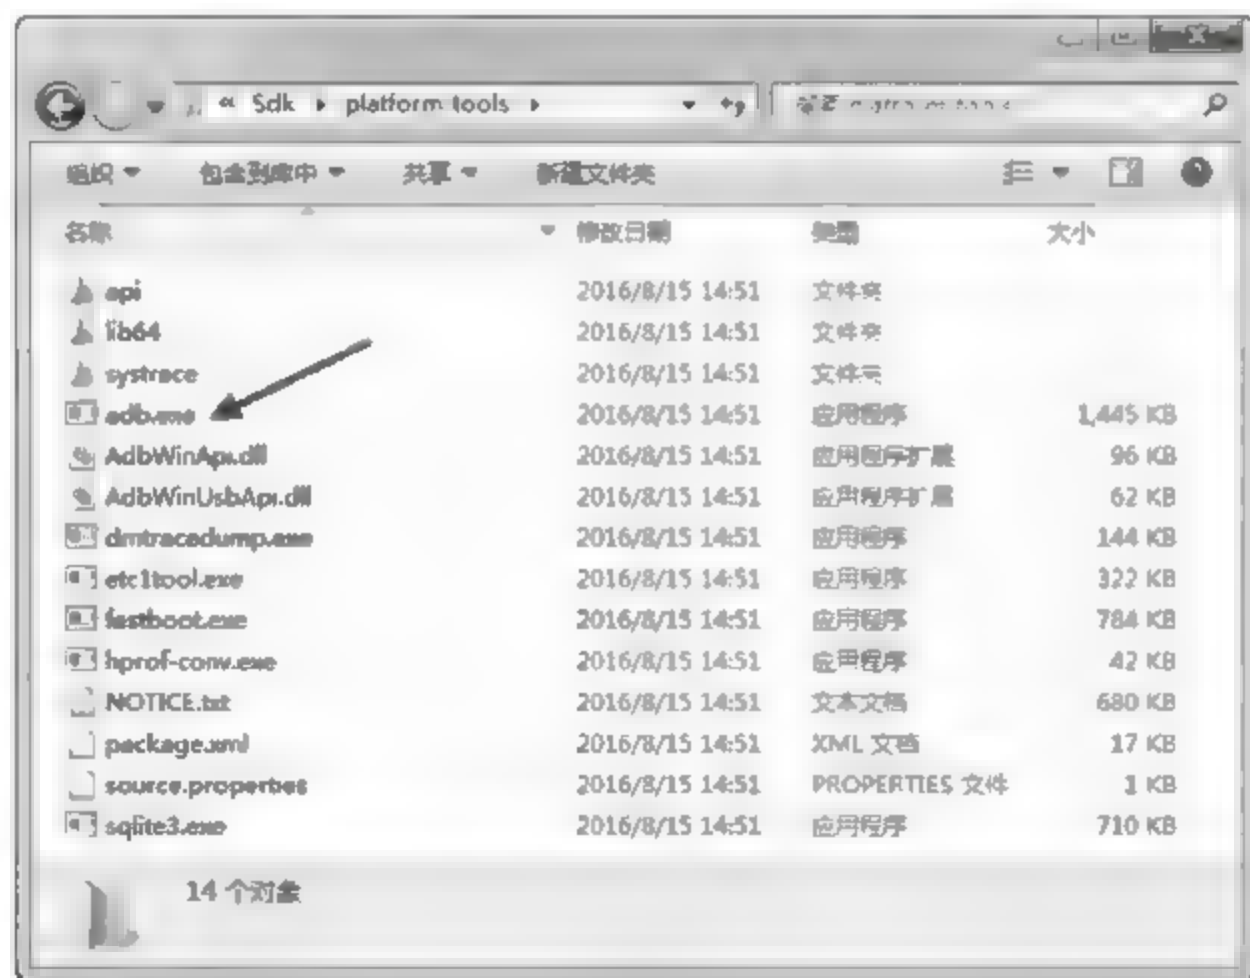 « Sdk ▸ platform-tools ▸
组织 包含到库中 共享 新建文件夹
名称 修改日期 类型 大小
api 2016/8/15 14:51 文件夹
lib64 2016/8/15 14:51 文件夹
systrace 2016/8/15 14:51 文件夹
adb.exe 2016/8/15 14:51 应用程序 1,445 KB
AdbWinApi.dll 2016/8/15 14:51 应用程序扩展 96 KB
AdbWinUsbApi.dll 2016/8/15 14:51 应用程序扩展 62 KB
dmtracedump.exe 2016/8/15 14:51 应用程序 144 KB
etc1tool.exe 2016/8/15 14:51 应用程序 322 KB
fastboot.exe 2016/8/15 14:51 应用程序 784 KB
hprof-conv.exe 2016/8/15 14:51 应用程序 42 KB
NOTICE.txt 2016/8/15 14:51 文本文档 680 KB
package.xml 2016/8/15 14:51 XML 文档 17 KB
source.properties 2016/8/15 14:51 PROPERTIES 文件 1 KB
sqlite3.exe 2016/8/15 14:51 应用程序 710 KB
14 个对象